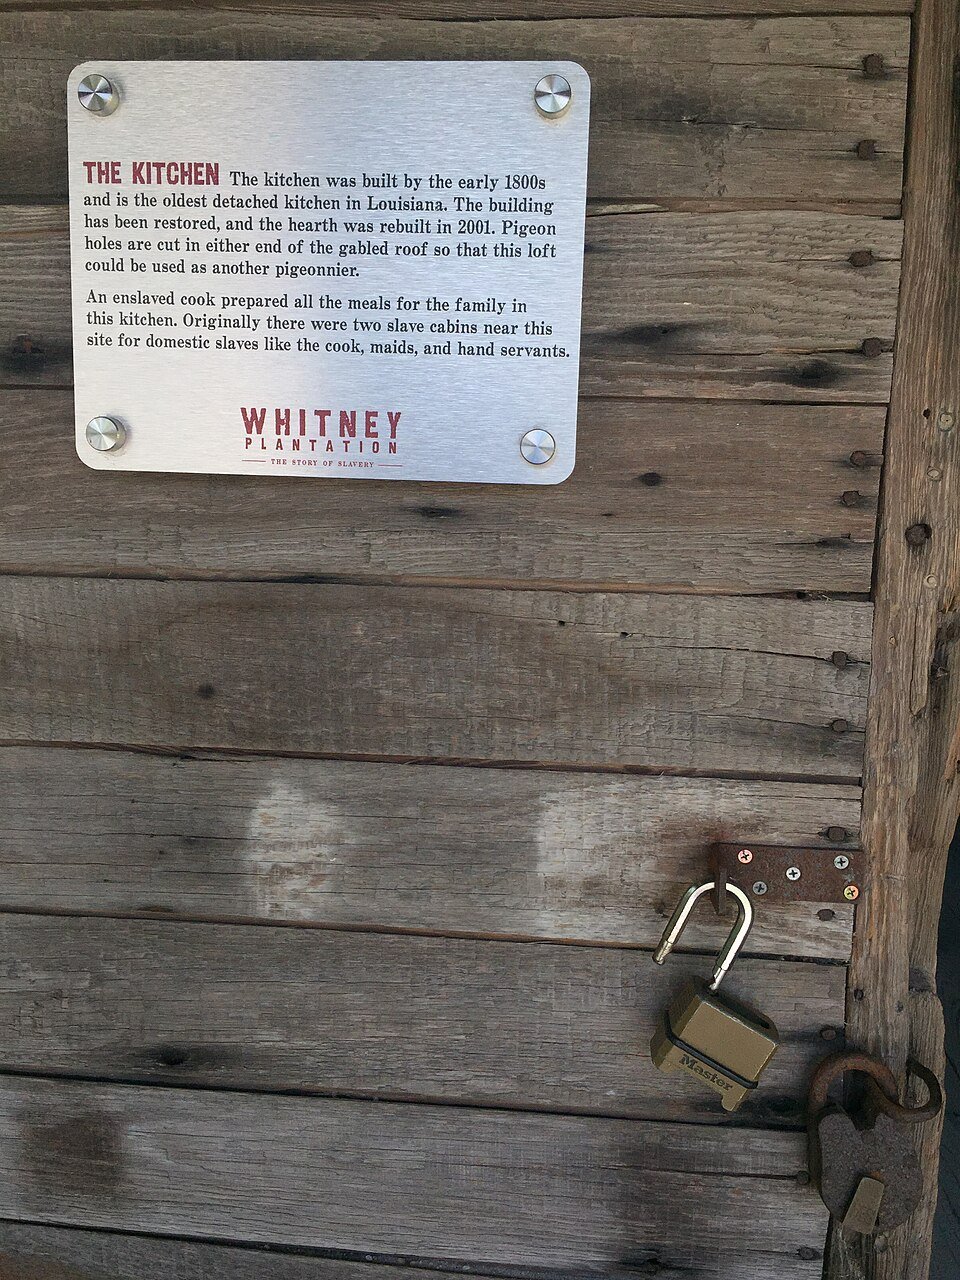 THE KITCHEN The kitchen was built by the early 1800s
and is the oldest detached kitchen in Louisiana. The building
has been restored, and the hearth was rebuilt in 2001. Pigeon
holes are cut in either end of the gabled roof so that this loft
could be used as another pigeonnier.
An enslaved cook prepared all the meals for the family in
this kitchen. Originally there were two slave cabins near this
site for domestic slaves like the cook, maids, and hand servants.
WHITNEY
PLANTATION
THE STORY OF SLAVERY
Master